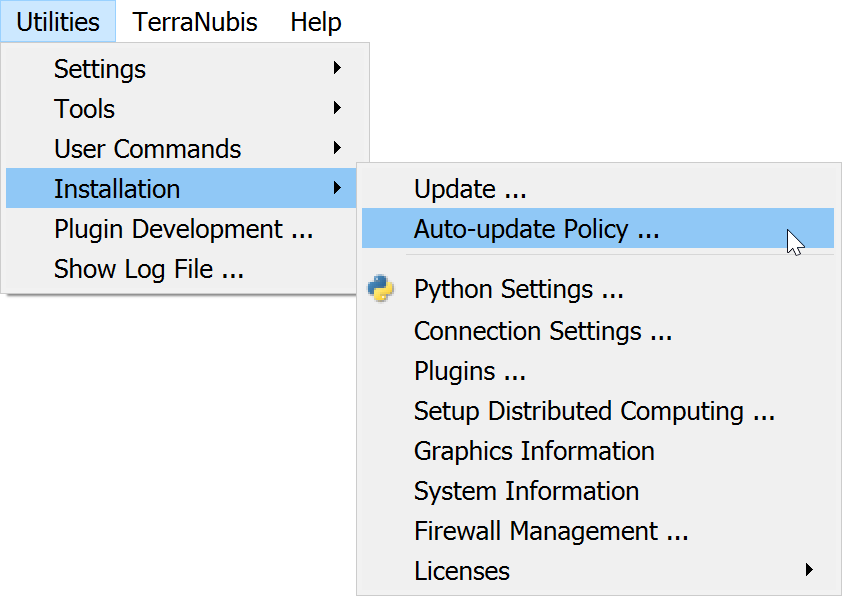 Utilities TerraNubis Help
Settings
Tools
User Commands
Installation
Plugin Development ...
Show Log File ...
Update ...
Auto-update Policy ...
Python Settings ...
Connection Settings ...
Plugins ...
Setup Distributed Computing ...
Graphics Information
System Information
Firewall Management ...
Licenses